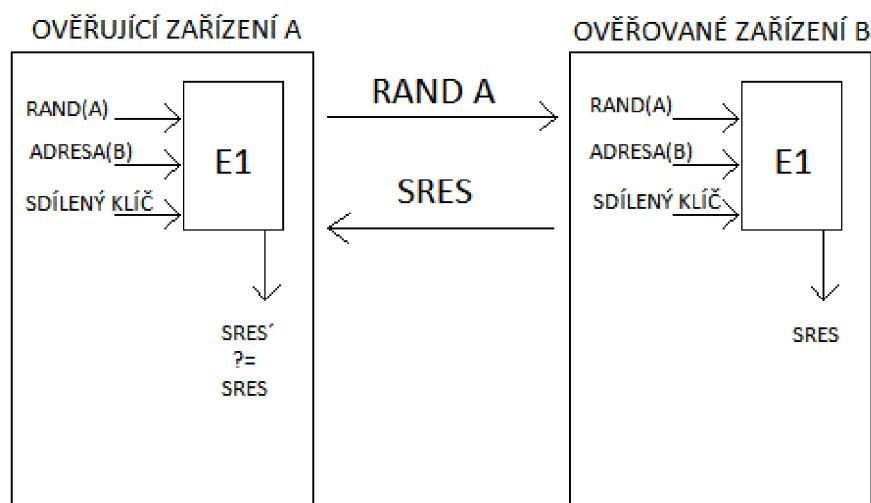 OVĚŘUJÍCÍ ZAŘÍZENÍ A
RAND(A)
ADRESA(B)
SDÍLENÝ KLÍČ
E1
SRES´
?=
SRES
RAND A
SRES
OVĚŘOVANÉ ZAŘÍZENÍ B
RAND(A)
ADRESA(B)
SDÍLENÝ KLÍČ
E1
SRES